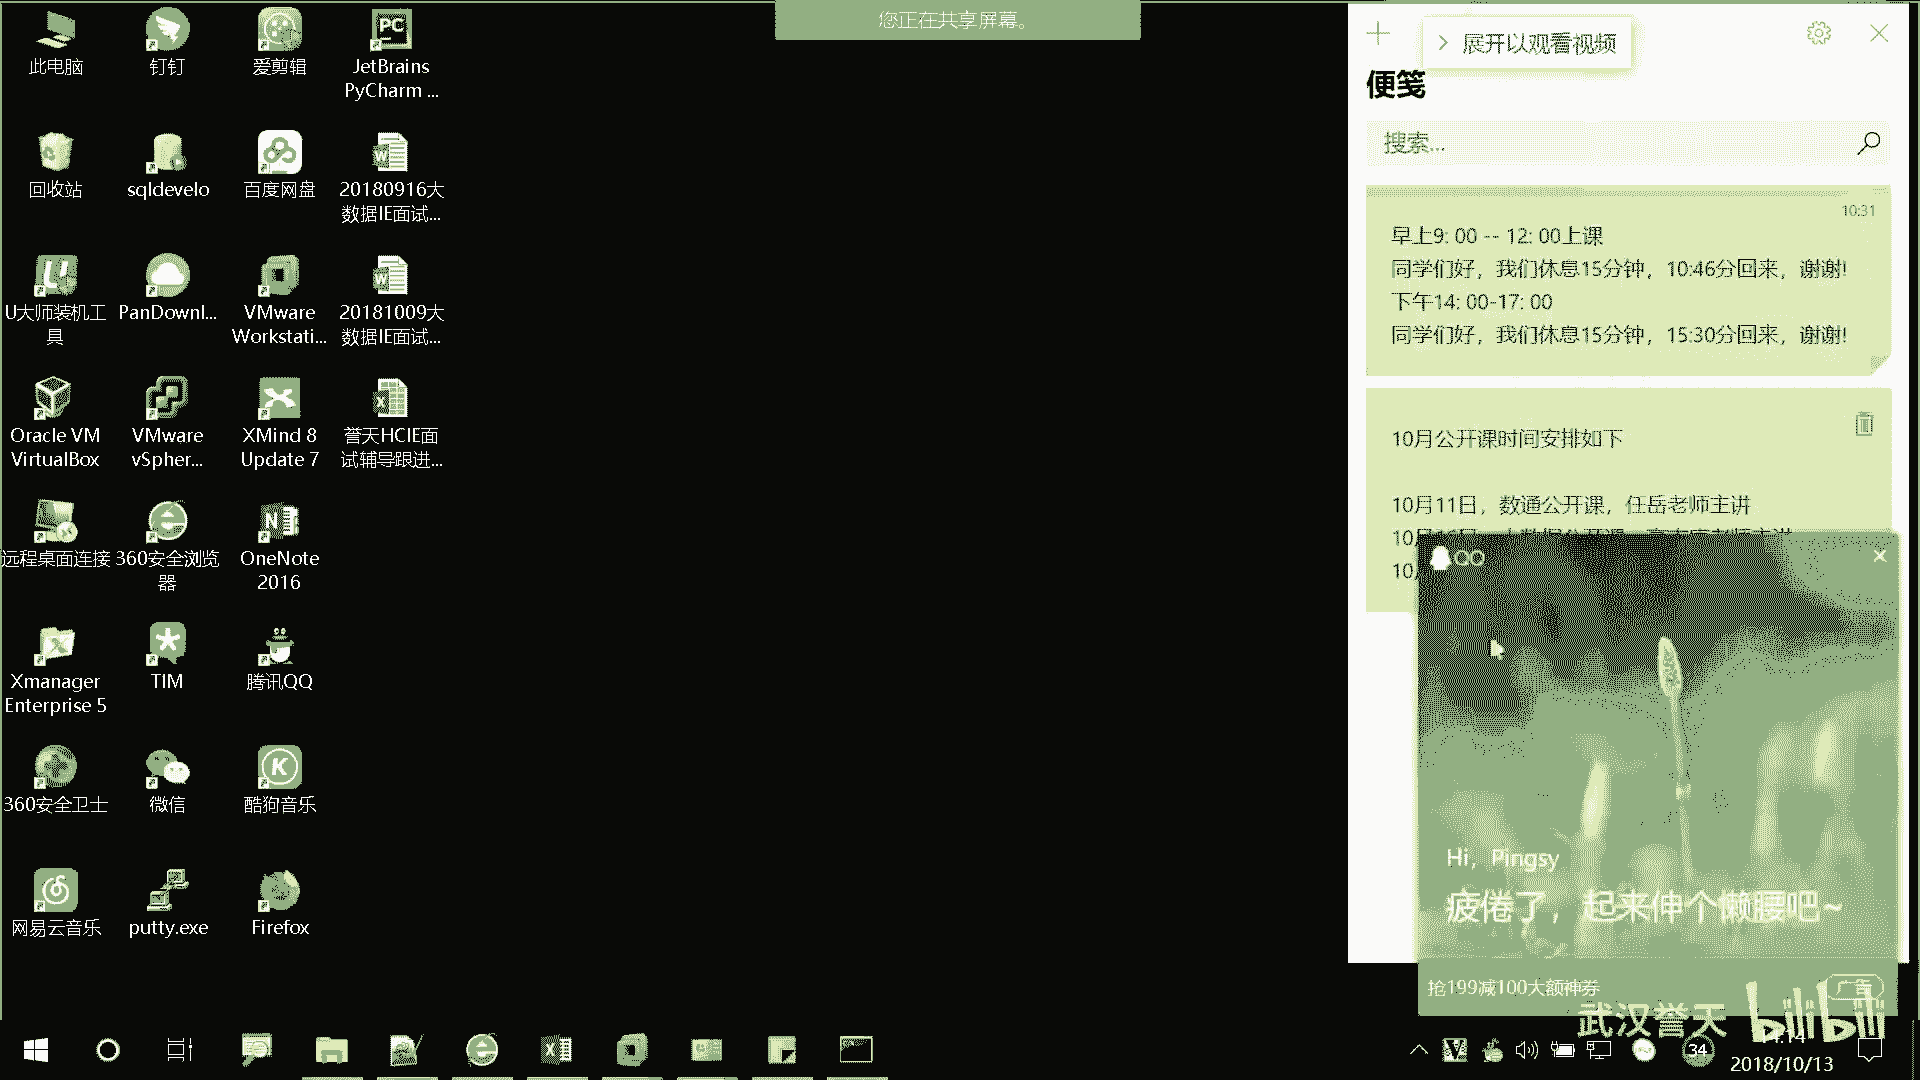 您正在共享屏幕。
此电脑
钉钉
爱剪辑
JetBrains
PyCharm ...
回收站
sqldevelo
百度网盘
20180916大
数据IE面试...
U大师装机工
具
PanDownl...
VMware
Workstati...
20181009大
数据IE面试...
Oracle VM
VirtualBox
VMware
vSpher...
XMind 8
Update 7
誉天HCIE面
试辅导跟进...
远程桌面连接
360安全浏览
器
OneNote
2016
Xmanager
Enterprise 5
TIM
腾讯QQ
360安全卫士
微信
酷狗音乐
网易云音乐
putty.exe
Firefox
展开以观看视频
便笺
搜索...
10:31
早上9: 00 -- 12: 00上课
同学们好，我们休息15分钟，10:46分回来，谢谢!
下午14: 00-17: 00
同学们好，我们休息15分钟，15:30分回来，谢谢!
10月公开课时间安排如下
10月11日，数通公开课，任岳老师主讲
10月
10月
QQ
Hi，Pingsy
疲倦了，起来伸个懒腰吧~
抢199减100大额神券
广告
武汉誉天
bilibili
34
2018/10/13